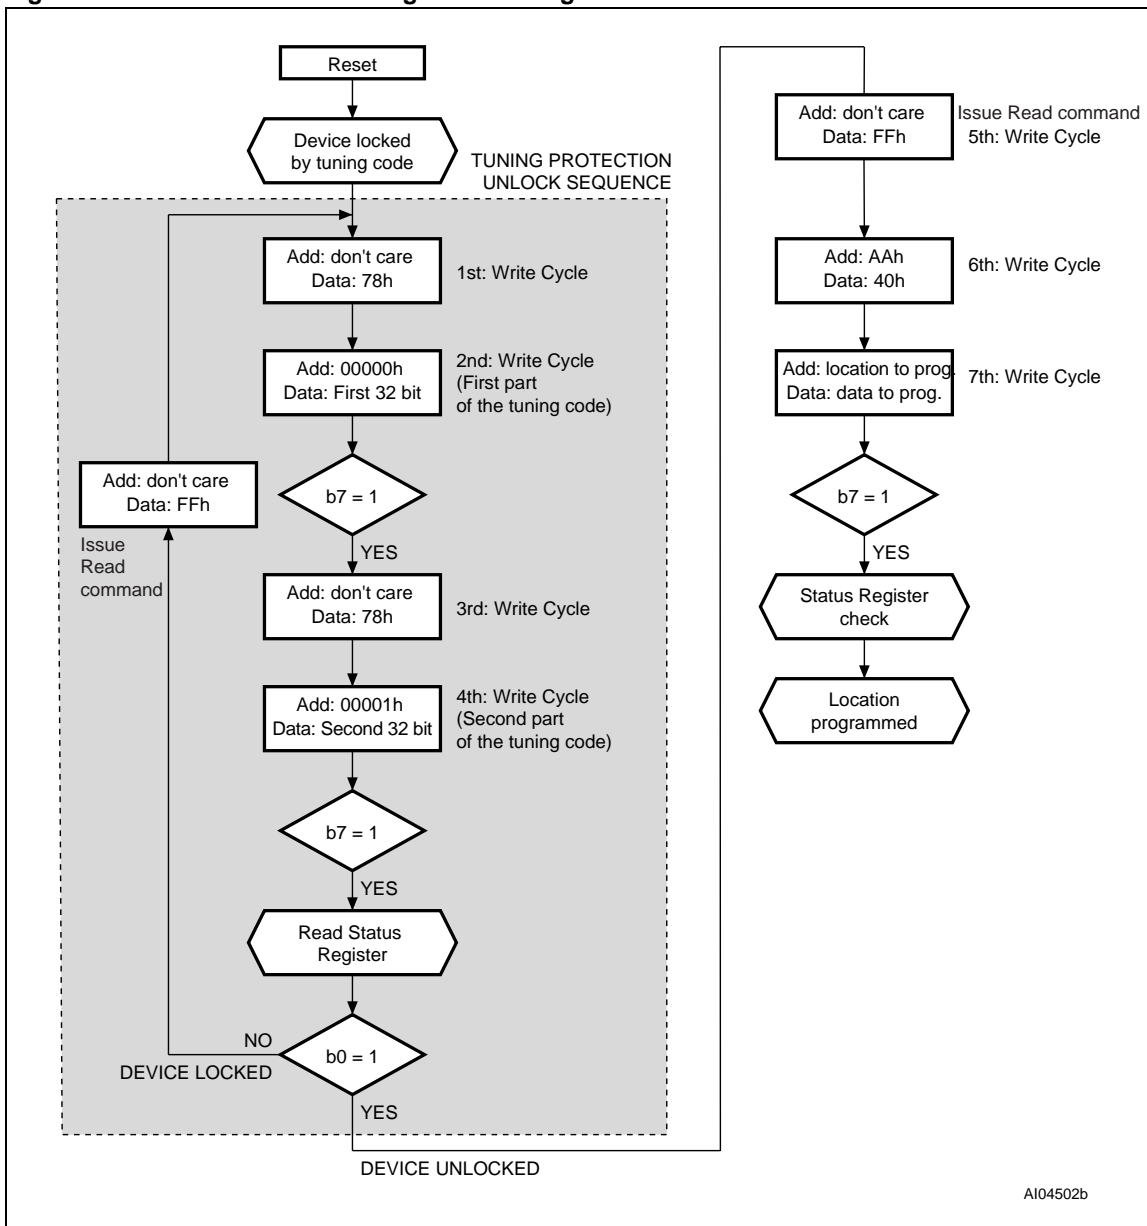 Reset
Device locked
by tuning code
TUNING PROTECTION
UNLOCK SEQUENCE
Add: don't care
Data: 78h
1st: Write Cycle
Add: 00000h
Data: First 32 bit
2nd: Write Cycle
(First part
of the tuning code)
b7 = 1
YES
Add: don't care
Data: FFh
Issue
Read
command
Add: don't care
Data: 78h
3rd: Write Cycle
Add: 00001h
Data: Second 32 bit
4th: Write Cycle
(Second part
of the tuning code)
b7 = 1
YES
Read Status
Register
b0 = 1
NO
DEVICE LOCKED
YES
DEVICE UNLOCKED
Add: don't care
Data: FFh
Issue Read command
5th: Write Cycle
Add: AAh
Data: 40h
6th: Write Cycle
Add: location to prog.
Data: data to prog.
7th: Write Cycle
b7 = 1
YES
Status Register
check
Location
programmed
AI04502b